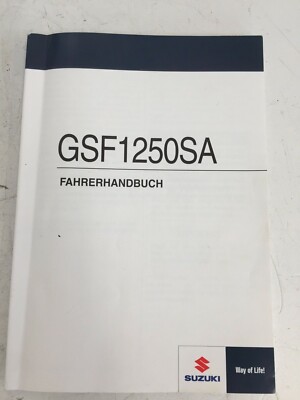 GSF1250SA
FAHRERHANDBUCH
SUZUKI
Way of Life!